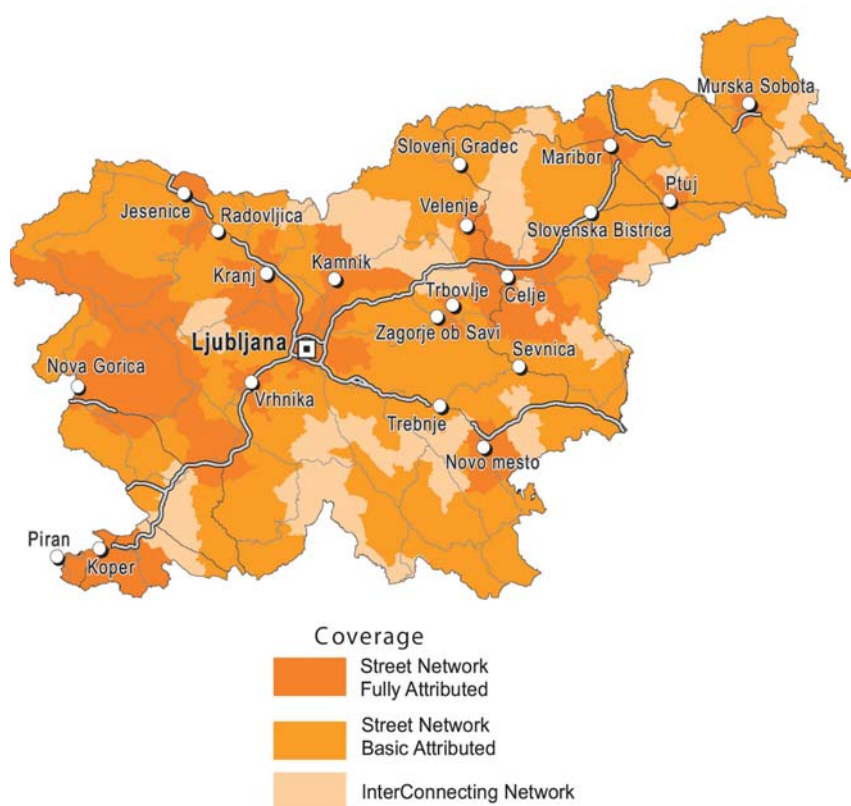 Murska Sobota
Slovenj Gradec
Maribor
Ptuj
Jesenice
Radovljica
Velenje
Slovenska Bistrica
Kranj
Kamnik
Trbovlje
Celje
Ljubljana
Zagorje ob Savi
Nova Gorica
Sevnica
Vrhnika
Trebnje
Novo mesto
Piran
Koper
Coverage
Street Network
Fully Attributed
Street Network
Basic Attributed
InterConnecting Network